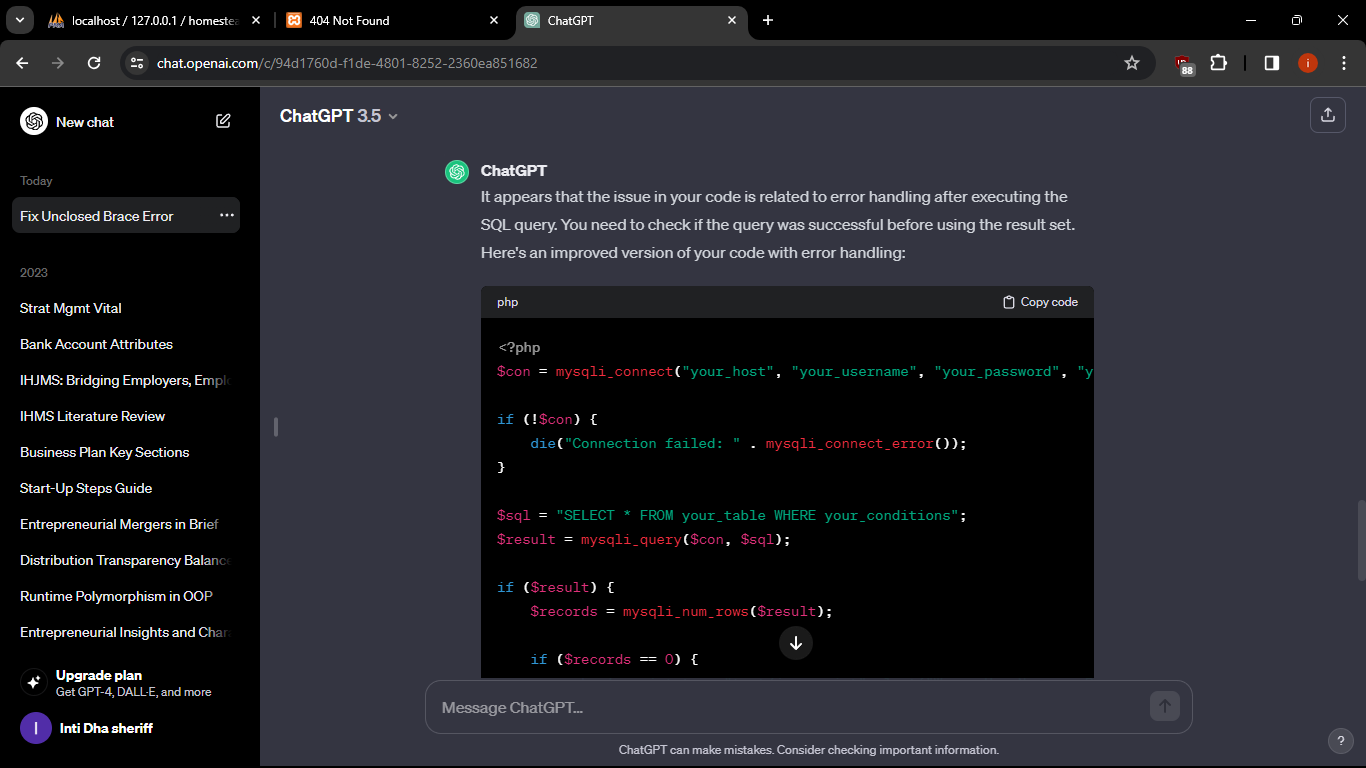 localhost / 127.0.0.1 / homestea
404 Not Found
ChatGPT
chat.openai.com/c/94d1760d-f1de-4801-8252-2360ea851682
88
i
New chat
ChatGPT 3.5
Today
Fix Unclosed Brace Error
2023
Strat Mgmt Vital
Bank Account Attributes
IHJMS: Bridging Employers, Emplo
IHMS Literature Review
Business Plan Key Sections
Start-Up Steps Guide
Entrepreneurial Mergers in Brief
Distribution Transparency Balance
Runtime Polymorphism in OOP
Entrepreneurial Insights and Chara
Upgrade plan
Get GPT-4, DALL·E, and more
I
Inti Dha sheriff
ChatGPT
It appears that the issue in your code is related to error handling after executing the
SQL query. You need to check if the query was successful before using the result set.
Here's an improved version of your code with error handling:
php
Copy code
<?php
$con = mysqli_connect("your_host", "your_username", "your_password", "y
if (!$con) {
die("Connection failed: " . mysqli_connect_error());
}
$sql = "SELECT * FROM your_table WHERE your_conditions";
$result = mysqli_query($con, $sql);
if ($result) {
$records = mysqli_num_rows($result);
if ($records == 0) {
Message ChatGPT...
ChatGPT can make mistakes. Consider checking important information.
?